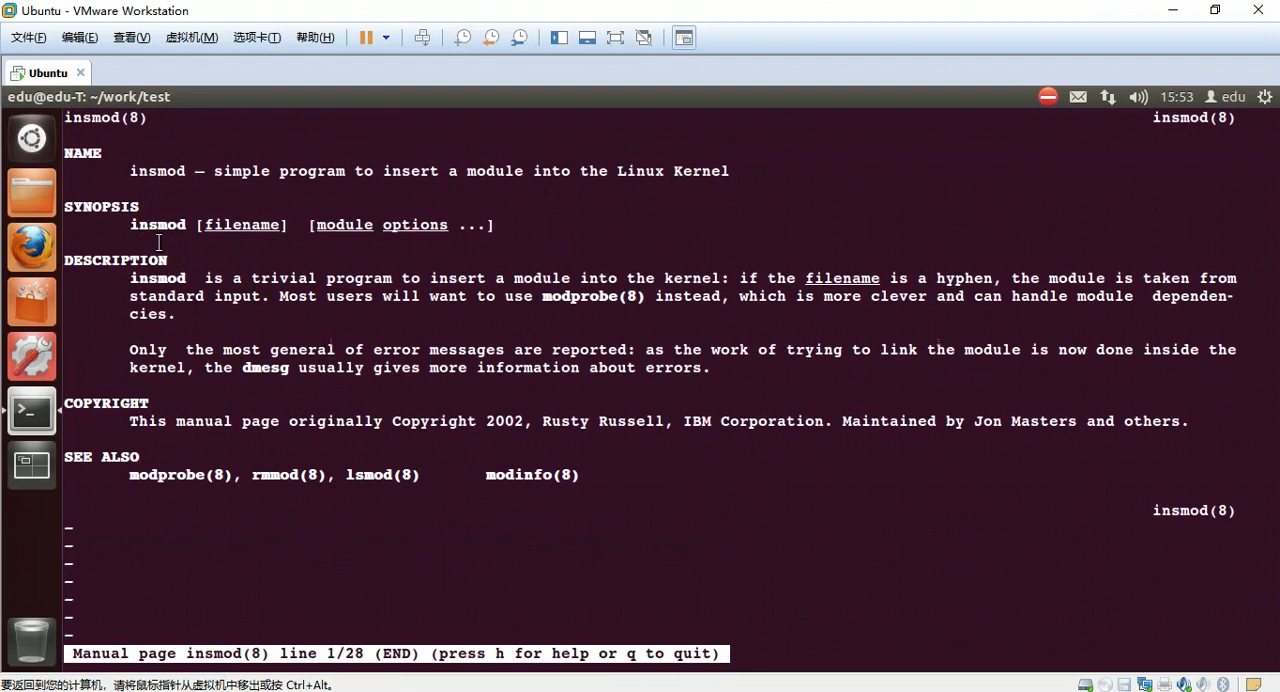 Ubuntu - VMware Workstation
文件(F) 编辑(E) 查看(V) 虚拟机(M) 选项卡(T) 帮助(H)
Ubuntu
edu@edu-T: ~/work/test 15:53 edu
insmod(8) insmod(8)
NAME
insmod — simple program to insert a module into the Linux Kernel
SYNOPSIS
insmod [filename] [module options ...]
DESCRIPTION
insmod is a trivial program to insert a module into the kernel: if the filename is a hyphen, the module is taken from
standard input. Most users will want to use modprobe(8) instead, which is more clever and can handle module dependen-
cies.
Only the most general of error messages are reported: as the work of trying to link the module is now done inside the
kernel, the dmesg usually gives more information about errors.
COPYRIGHT
This manual page originally Copyright 2002, Rusty Russell, IBM Corporation. Maintained by Jon Masters and others.
SEE ALSO
modprobe(8), rmmod(8), lsmod(8) modinfo(8)
insmod(8)
~
~
~
~
~
~
~
Manual page insmod(8) line 1/28 (END) (press h for help or q to quit)
要返回到您的计算机，请将鼠标指针从虚拟机中移出或按 Ctrl+Alt。